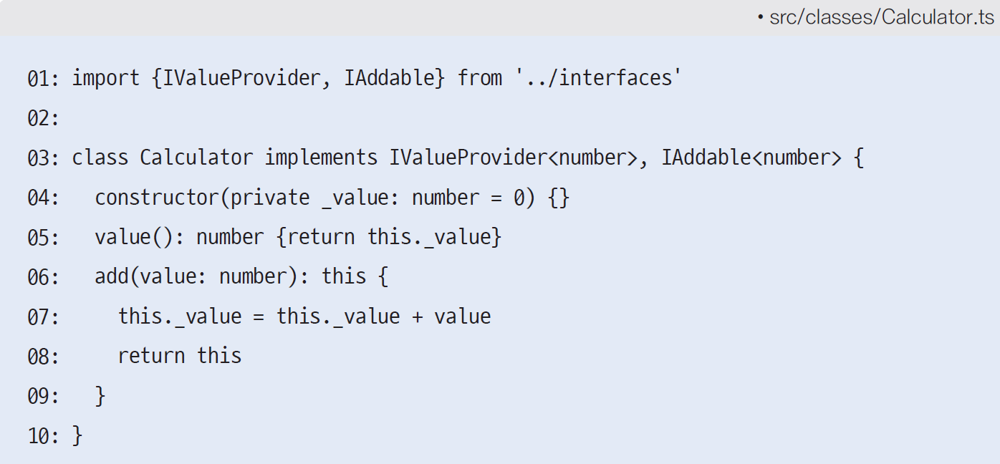 • src/classes/Calculator.ts
01: import {IValueProvider, IAddable} from '../interfaces'
02:
03: class Calculator implements IValueProvider<number>, IAddable<number> {
04:   constructor(private _value: number = 0) {}
05:   value(): number {return this._value}
06:   add(value: number): this {
07:     this._value = this._value + value
08:     return this
09:   }
10: }